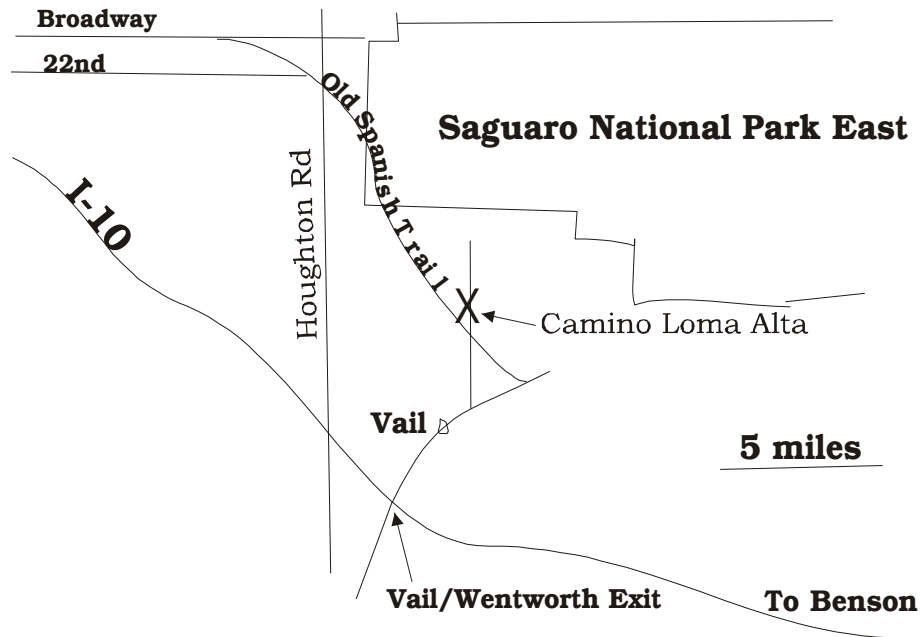 Broadway
22nd
Old Spanish Trail
Saguaro National Park East
I-10
Houghton Rd
X
Camino Loma Alta
Vail
5 miles
Vail/Wentworth Exit
To Benson